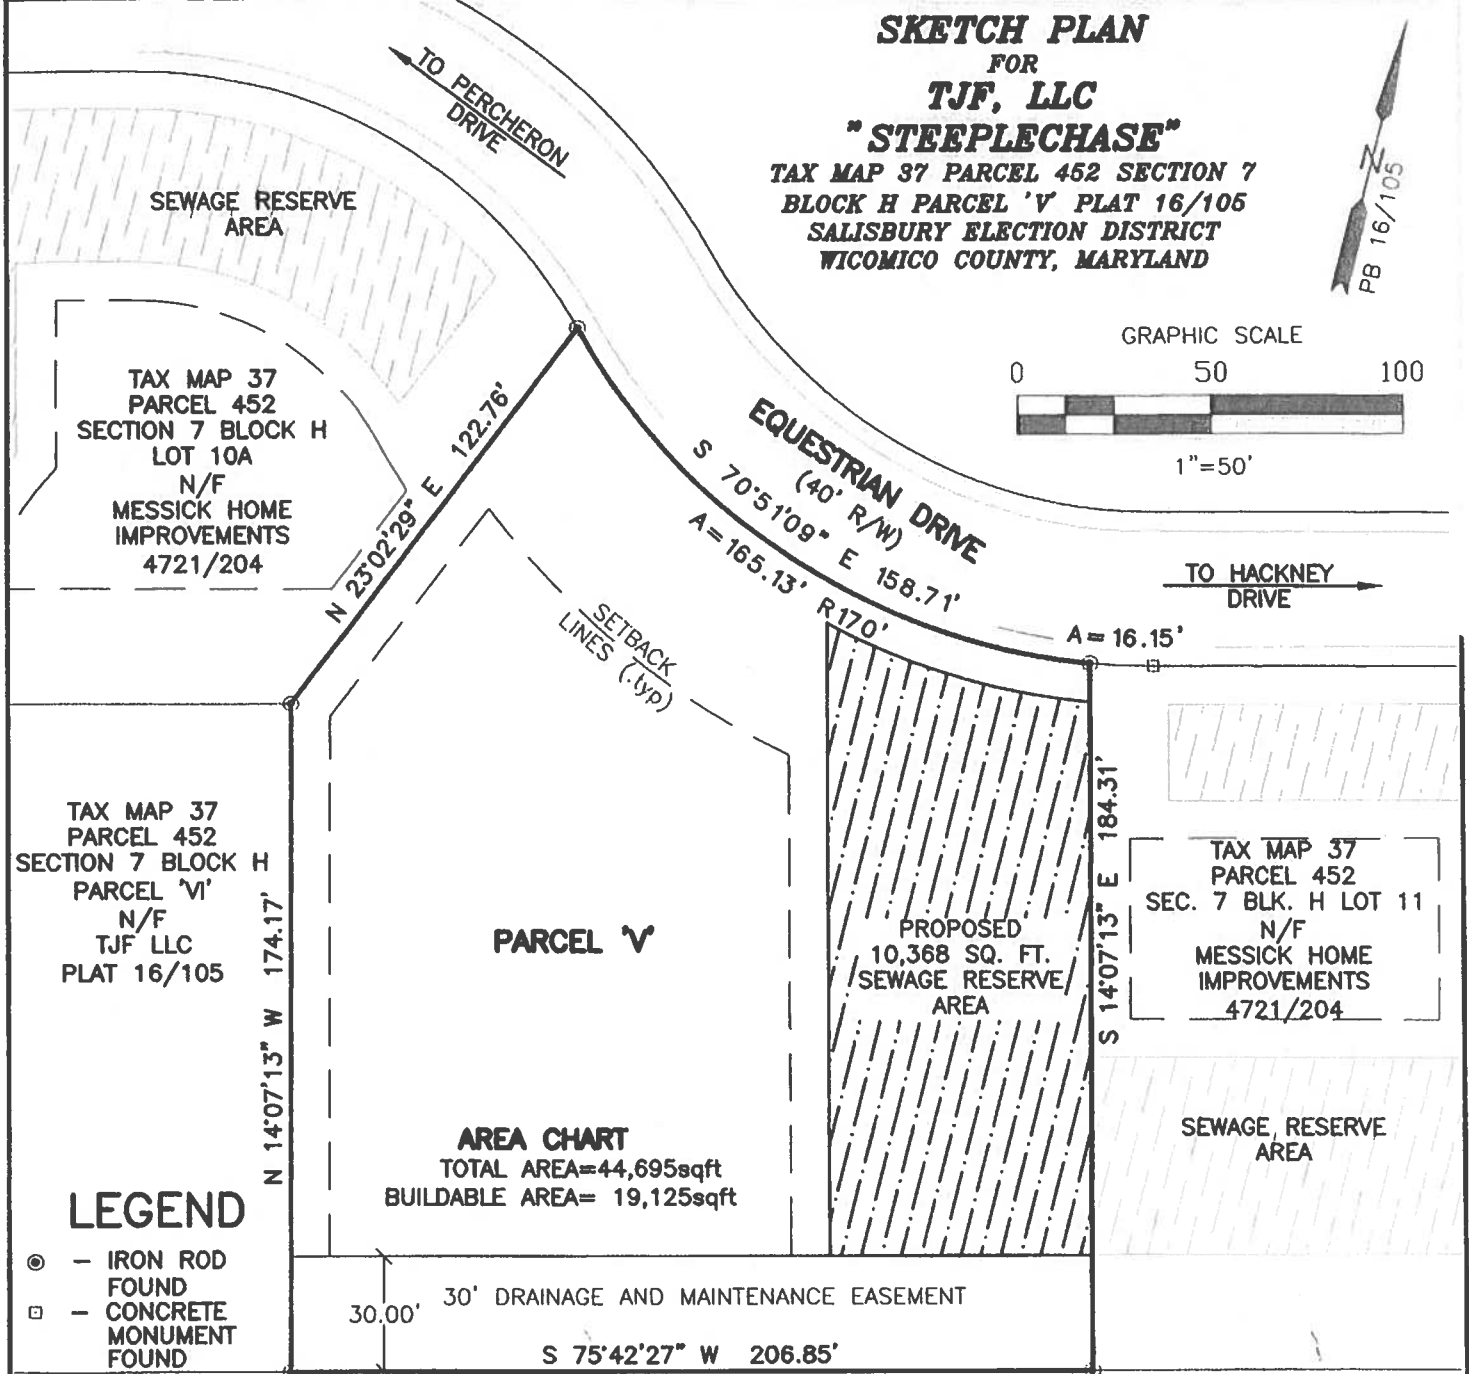 SKETCH PLAN
FOR
TJF, LLC
"STEEPLECHASE"
TAX MAP 37 PARCEL 452 SECTION 7
BLOCK H PARCEL 'V' PLAT 16/105
SALISBURY ELECTION DISTRICT
WICOMICO COUNTY, MARYLAND
N
PB 16/105
GRAPHIC SCALE
0 50 100
1"=50'
TO PERCHERON
DRIVE
SEWAGE RESERVE
AREA
TAX MAP 37
PARCEL 452
SECTION 7 BLOCK H
LOT 10A
N/F
MESSICK HOME
IMPROVEMENTS
4721/204
N 23°02'29" E 122.76'
EQUESTRIAN DRIVE
(40' R/W)
S 70°51'09" E 158.71'
A=165.13' R170'
TO HACKNEY
DRIVE
A=16.15'
SETBACK
LINES (.typ)
TAX MAP 37
PARCEL 452
SECTION 7 BLOCK H
PARCEL 'VI'
N/F
TJF LLC
PLAT 16/105
N 14°07'13" W 174.17'
PARCEL 'V'
PROPOSED
10,368 SQ. FT.
SEWAGE RESERVE
AREA
S 14°07'13" E 184.31'
TAX MAP 37
PARCEL 452
SEC. 7 BLK. H LOT 11
N/F
MESSICK HOME
IMPROVEMENTS
4721/204
SEWAGE RESERVE
AREA
AREA CHART
TOTAL AREA=44,695sqft
BUILDABLE AREA= 19,125sqft
LEGEND
– IRON ROD
FOUND
– CONCRETE
MONUMENT
FOUND
30.00'
30' DRAINAGE AND MAINTENANCE EASEMENT
S 75°42'27" W 206.85'